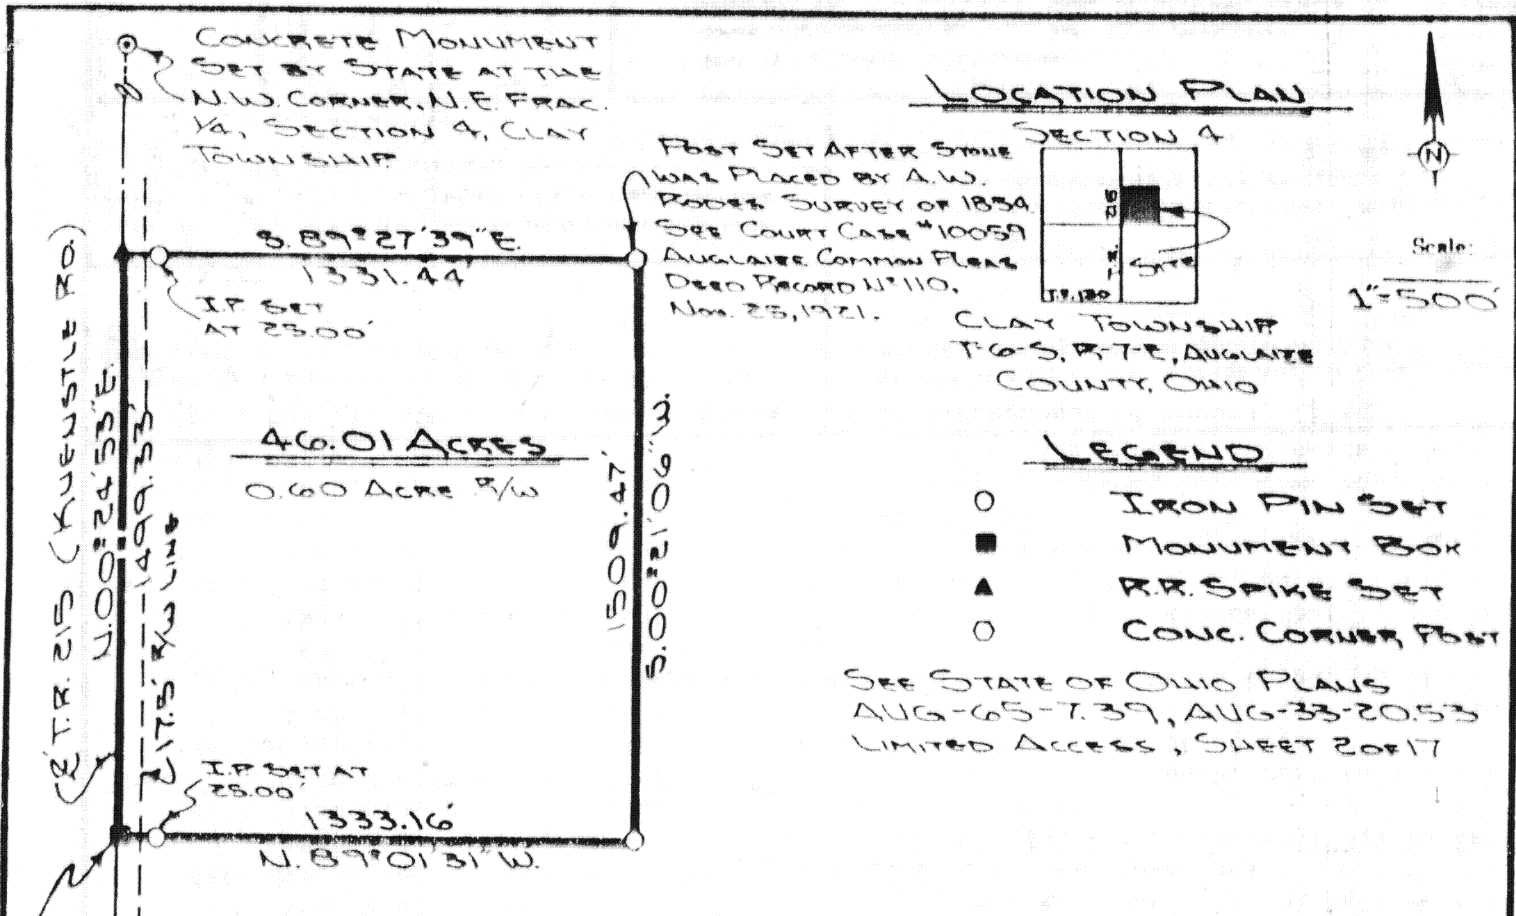 CONCRETE MONUMENT
SET BY STATE AT THE
N.W. CORNER, N.E. FRAC.
1/4, SECTION 4, CLAY
TOWNSHIP
LOCATION PLAN
SECTION 4
28
T.R.
SITE
T.R. 130
CLAY TOWNSHIP
T-6-S, R-7-E, AUGLAIZE
COUNTY, OHIO
N
Scale:
1"=500'
POST SET AFTER STONE
WAS PLACED BY A.W.
RODES SURVEY OF 1834
SEE COURT CASE #10059
AUGLAIZE COMMON PLEAS
DEED RECORD Nº 110,
NOV. 25, 1921.
S. 89° 27' 39" E.
1331.44'
I.P. SET
AT 25.00'
℄ T.R. 215 (KUENSTLE RD.)
N. 00° 24' 53" E.
1499.33'
17.5' R/W LINE
46.01 ACRES
0.60 ACRE R/W
1509.47'
S. 00° 21' 06" W.
I.P. SET AT
25.00'
1333.16'
N. 89° 01' 31" W.
LEGEND
IRON PIN SET
MONUMENT BOX
R.R. SPIKE SET
CONC. CORNER POST
SEE STATE OF OHIO PLANS
AUG-65-7.39, AUG-33-20.53
LIMITED ACCESS, SHEET 2 OF 17